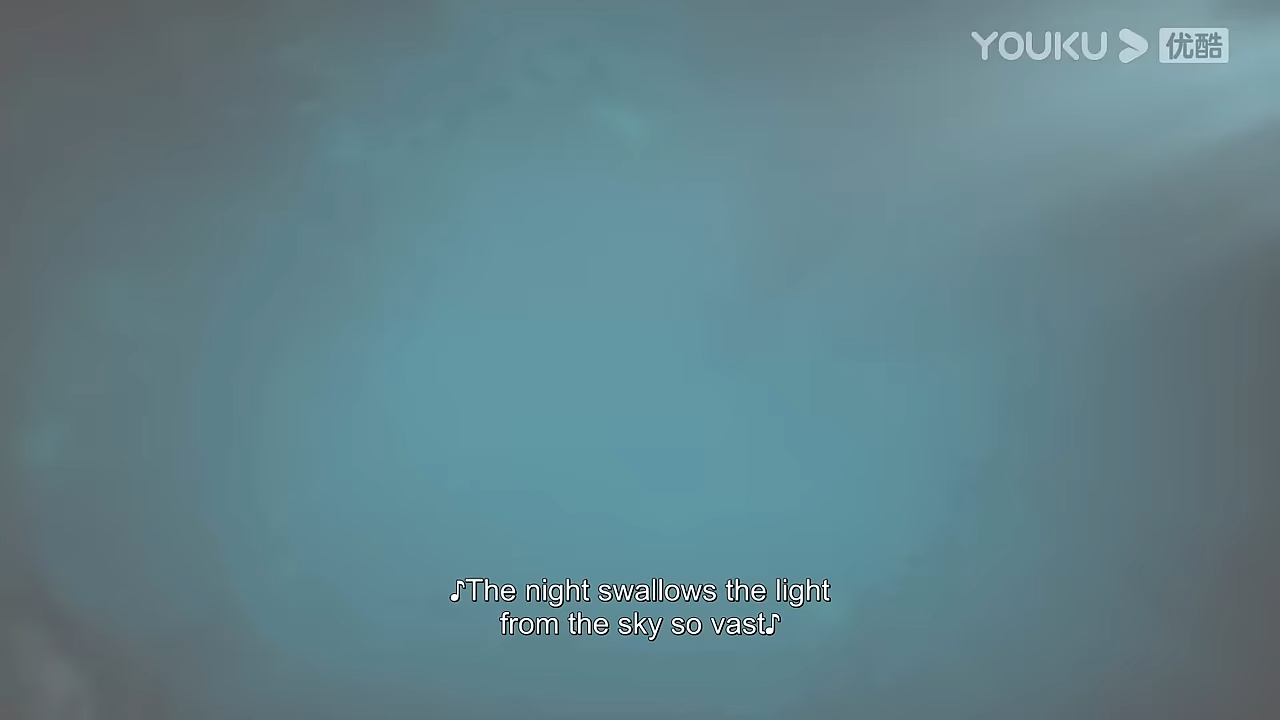 YOUKU 优酷
♪The night swallows the light
from the sky so vast♪